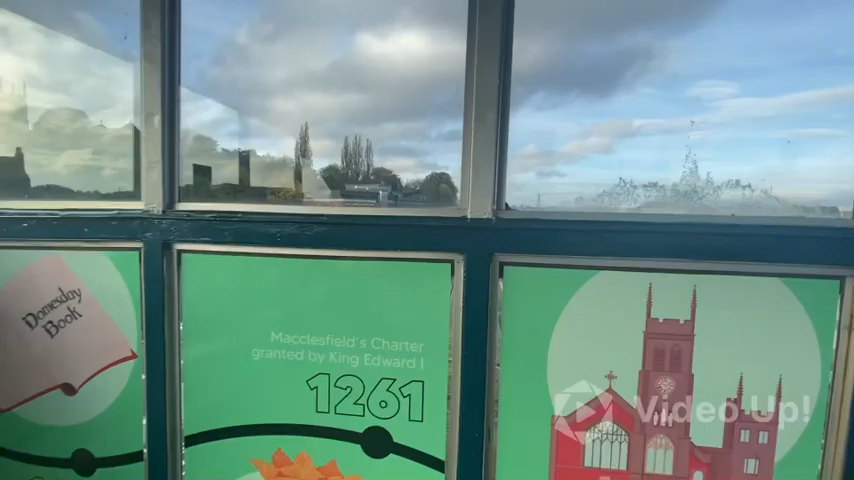 Domesday
Book
Macclesfield's Charter
granted by King Edward I
1261
Video Up!